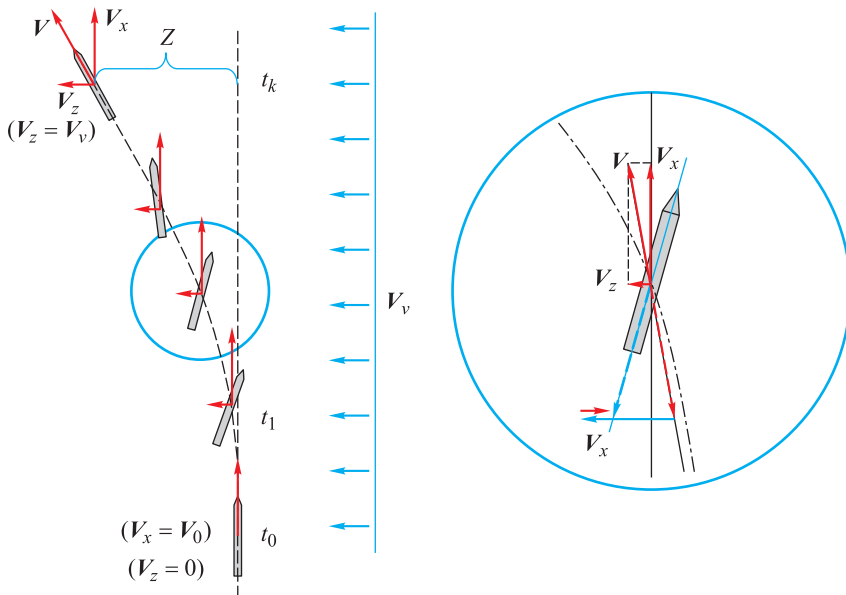 V
V_x
Z
V_z
(V_z = V_v)
t_k
V_v
t_1
(V_x = V_0)
t_0
(V_z = 0)
V
V_x
V_z
V_x